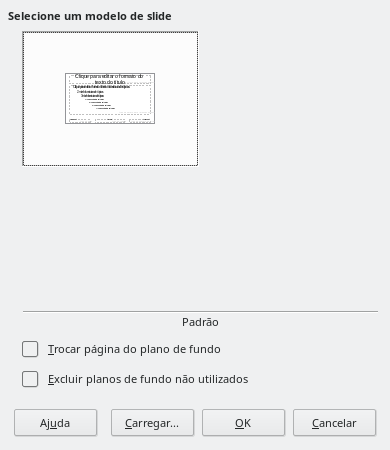 Selecione um modelo de slide
Clique para editar o formato do
texto do título
Padrão
Trocar página do plano de fundo
Excluir planos de fundo não utilizados
Ajuda
Carregar...
OK
Cancelar